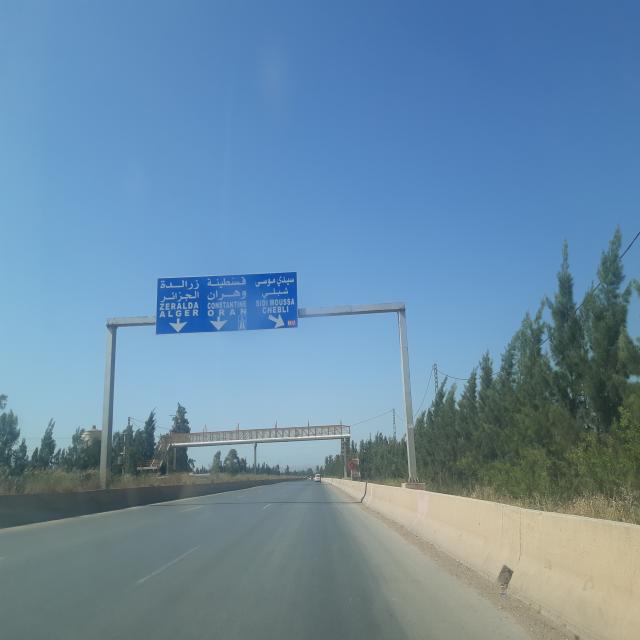 زرالدة
الجزائر
ZERALDA
ALGER
قسنطينة
وهران
CONSTANTINE
ORAN
سيدي موسى
شبلي
SIDI MOUSSA
CHEBLI